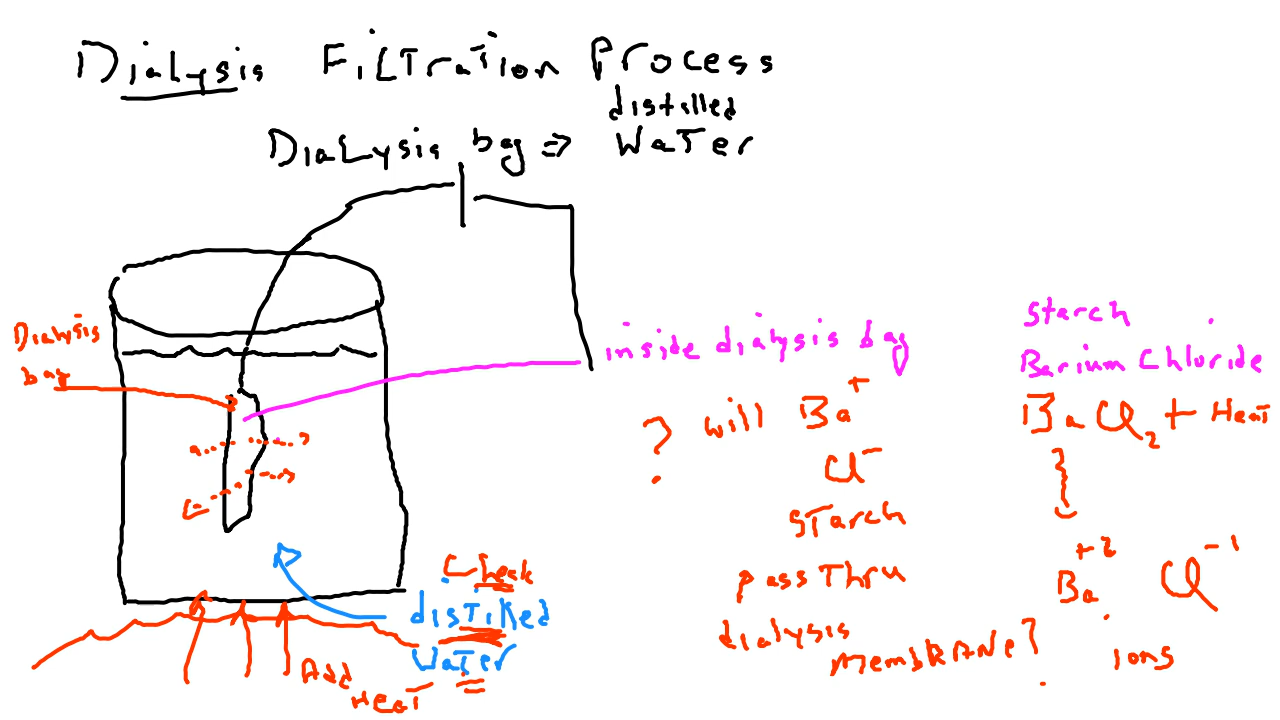 Dialysis Filtration Process
Dialysis bag => distilled Water
Dialysis
bag
inside dialysis bag
Starch
Barium Chloride
? will Ba+
Cl-
Starch
pass Thru
dialysis
MEMbRANe?
BaCl2 + Heat
Ba+2 Cl-1
ions
Check
distilled
Water
Add
Heat